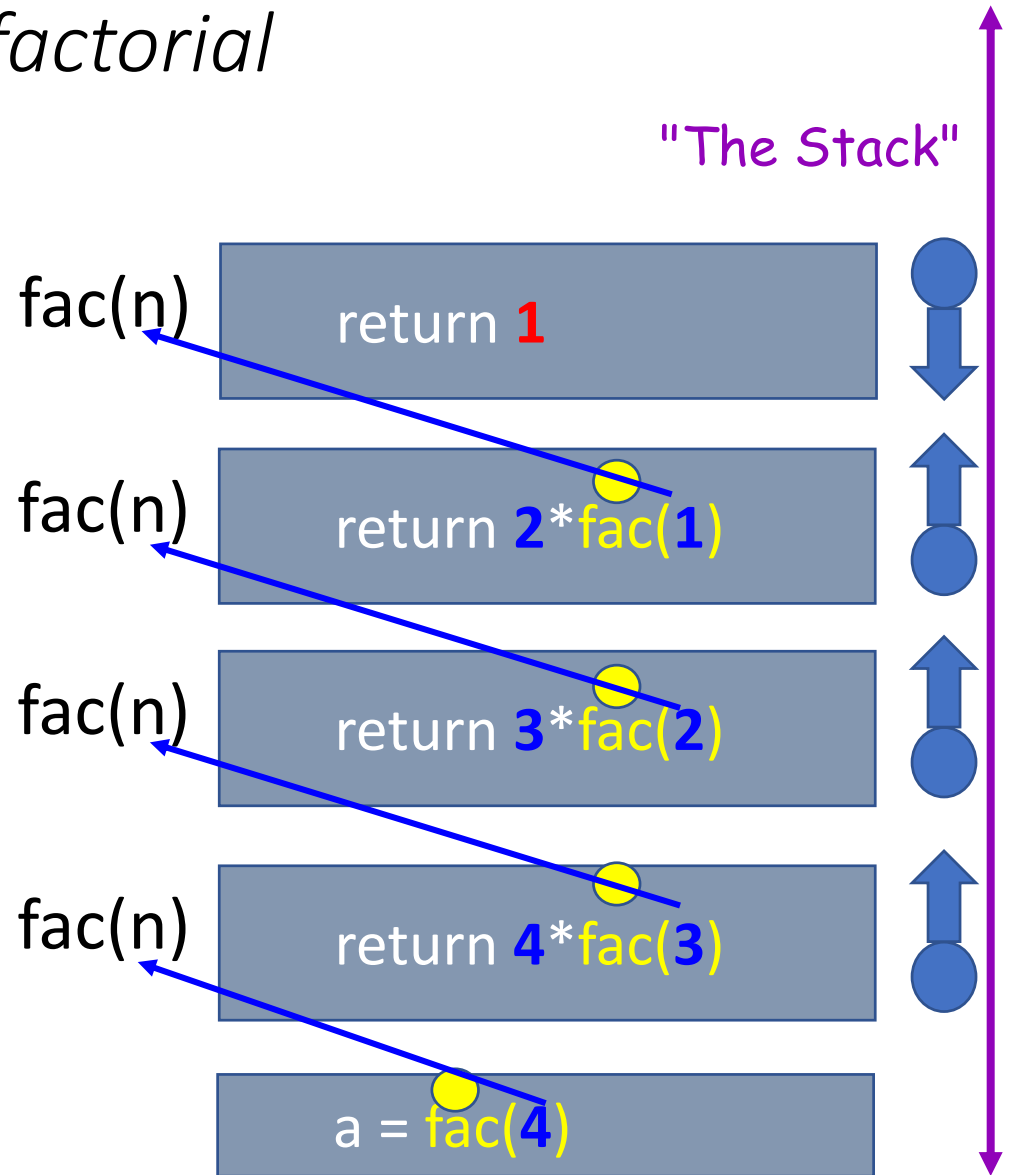 factorial
"The Stack"
fac(n)
return 1
fac(n)
return 2*fac(1)
fac(n)
return 3*fac(2)
fac(n)
return 4*fac(3)
a = fac(4)